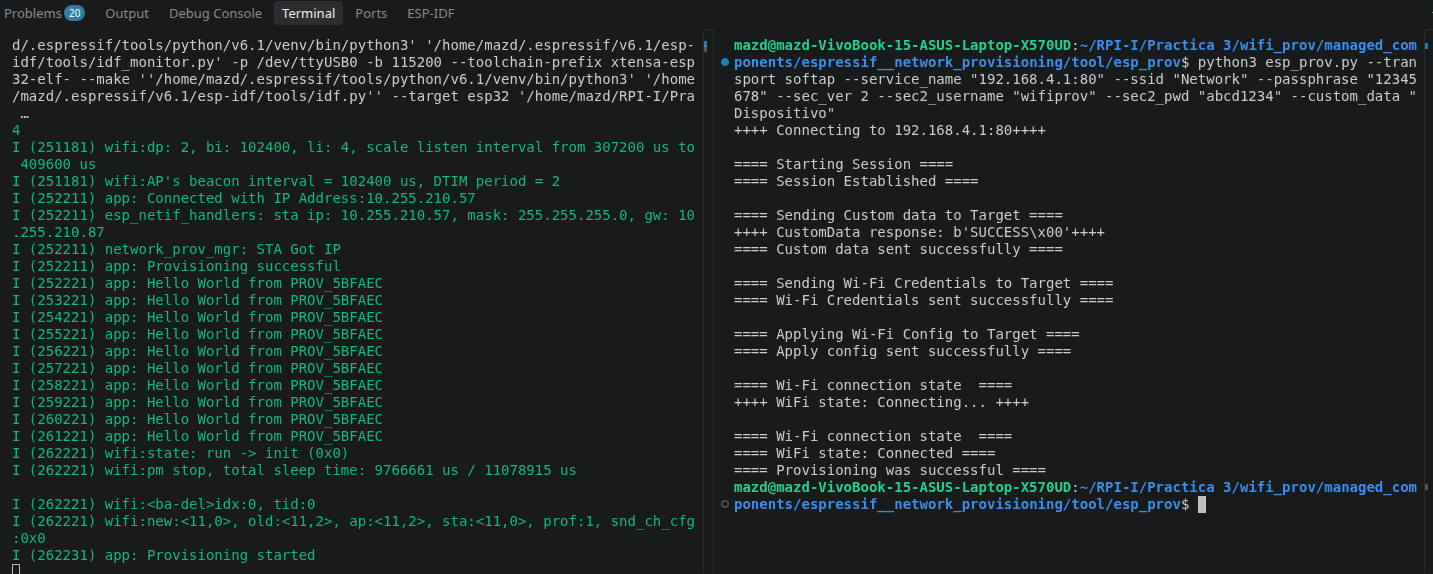 Problems 20 Output Debug Console Terminal Ports ESP-IDF
d/.espressif/tools/python/v6.1/venv/bin/python3' '/home/mazd/.espressif/v6.1/esp-
idf/tools/idf_monitor.py' -p /dev/ttyUSB0 -b 115200 --toolchain-prefix xtensa-esp
32-elf- --make ''/home/mazd/.espressif/tools/python/v6.1/venv/bin/python3' '/home
/mazd/.espressif/v6.1/esp-idf/tools/idf.py'' --target esp32 '/home/mazd/RPI-I/Pra
…
4
I (251181) wifi:dp: 2, bi: 102400, li: 4, scale listen interval from 307200 us to
409600 us
I (251181) wifi:AP's beacon interval = 102400 us, DTIM period = 2
I (252211) app: Connected with IP Address:10.255.210.57
I (252211) esp_netif_handlers: sta ip: 10.255.210.57, mask: 255.255.255.0, gw: 10
.255.210.87
I (252211) network_prov_mgr: STA Got IP
I (252211) app: Provisioning successful
I (252221) app: Hello World from PROV_5BFAEC
I (253221) app: Hello World from PROV_5BFAEC
I (254221) app: Hello World from PROV_5BFAEC
I (255221) app: Hello World from PROV_5BFAEC
I (256221) app: Hello World from PROV_5BFAEC
I (257221) app: Hello World from PROV_5BFAEC
I (258221) app: Hello World from PROV_5BFAEC
I (259221) app: Hello World from PROV_5BFAEC
I (260221) app: Hello World from PROV_5BFAEC
I (261221) app: Hello World from PROV_5BFAEC
I (262221) wifi:state: run -> init (0x0)
I (262221) wifi:pm stop, total sleep time: 9766661 us / 11078915 us
I (262221) wifi:<ba-del>idx:0, tid:0
I (262221) wifi:new:<11,0>, old:<11,2>, ap:<11,2>, sta:<11,0>, prof:1, snd_ch_cfg
:0x0
I (262231) app: Provisioning started
mazd@mazd-VivoBook-15-ASUS-Laptop-X570UD:~/RPI-I/Practica 3/wifi_prov/managed_com
ponents/espressif__network_provisioning/tool/esp_prov$ python3 esp_prov.py --tran
sport softap --service_name "192.168.4.1:80" --ssid "Network" --passphrase "12345
678" --sec_ver 2 --sec2_username "wifiprov" --sec2_pwd "abcd1234" --custom_data "
Dispositivo"
++++ Connecting to 192.168.4.1:80++++
==== Starting Session ====
==== Session Established ====
==== Sending Custom data to Target ====
++++ CustomData response: b'SUCCESS\x00'++++
==== Custom data sent successfully ====
==== Sending Wi-Fi Credentials to Target ====
==== Wi-Fi Credentials sent successfully ====
==== Applying Wi-Fi Config to Target ====
==== Apply config sent successfully ====
==== Wi-Fi connection state  ====
++++ WiFi state: Connecting... ++++
==== Wi-Fi connection state  ====
==== WiFi state: Connected ====
==== Provisioning was successful ====
mazd@mazd-VivoBook-15-ASUS-Laptop-X570UD:~/RPI-I/Practica 3/wifi_prov/managed_com
ponents/espressif__network_provisioning/tool/esp_prov$